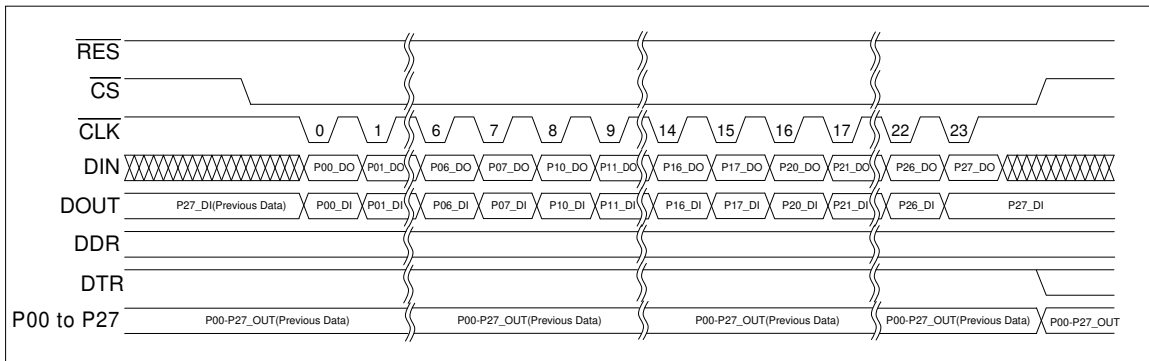 RES
CS
CLK 0 1 6 7 8 9 14 15 16 17 22 23
DIN P00_DO P01_DO P06_DO P07_DO P10_DO P11_DO P16_DO P17_DO P20_DO P21_DO P26_DO P27_DO
DOUT P27_DI(Previous Data) P00_DI P01_DI P06_DI P07_DI P10_DI P11_DI P16_DI P17_DI P20_DI P21_DI P26_DI P27_DI
DDR
DTR
P00 to P27 P00-P27_OUT(Previous Data) P00-P27_OUT(Previous Data) P00-P27_OUT(Previous Data) P00-P27_OUT(Previous Data) P00-P27_OUT